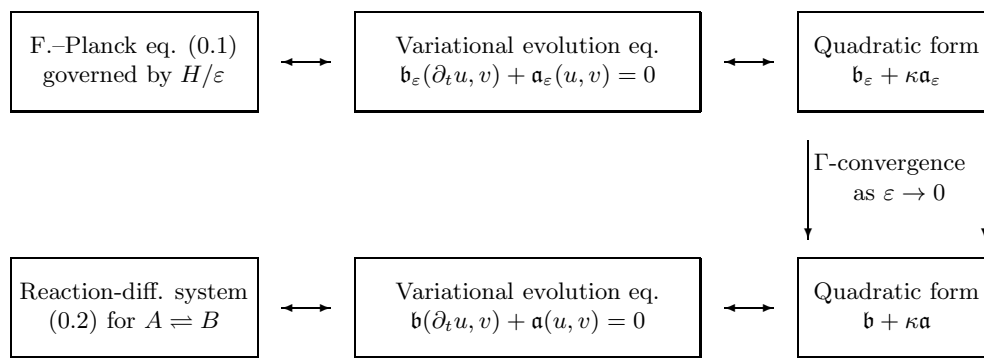 F.–Planck eq. (0.1)
governed by H/ε
Variational evolution eq.
𝔟_ε(∂_t u, v) + 𝔞_ε(u, v) = 0
Quadratic form
𝔟_ε + κ𝔞_ε
Γ-convergence
as ε → 0
Reaction-diff. system
(0.2) for A ⇌ B
Variational evolution eq.
𝔟(∂_t u, v) + 𝔞(u, v) = 0
Quadratic form
𝔟 + κ𝔞